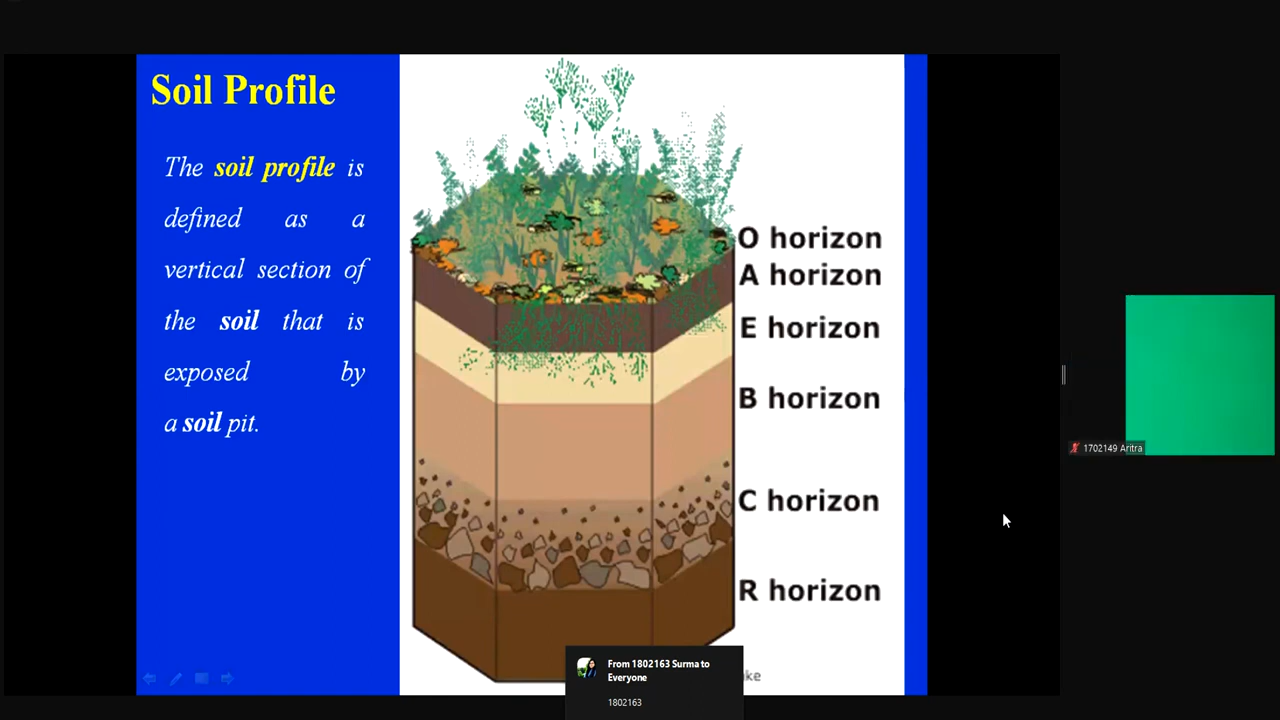 Soil Profile
The soil profile is
defined as a
vertical section of
the soil that is
exposed by
a soil pit.
O horizon
A horizon
E horizon
B horizon
C horizon
R horizon
1702149 Aritra
From 1802163 Surma to
Everyone
1802163